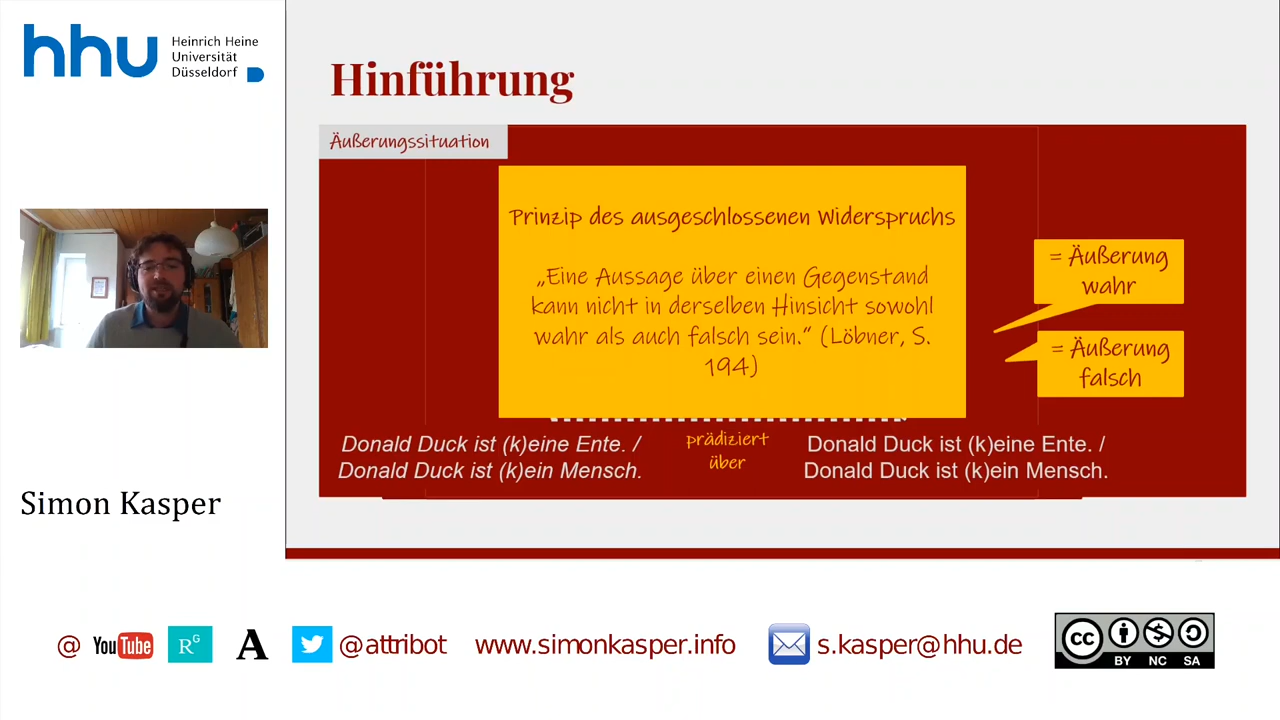 hhu
Heinrich Heine
Universität
Düsseldorf
Hinführung
Äußerungssituation
Prinzip des ausgeschlossenen Widerspruchs
„Eine Aussage über einen Gegenstand
kann nicht in derselben Hinsicht sowohl
wahr als auch falsch sein.“ (Löbner, S.
194)
= Äußerung
wahr
= Äußerung
falsch
Donald Duck ist (k)eine Ente. /
Donald Duck ist (k)ein Mensch.
prädiziert
über
Donald Duck ist (k)eine Ente. /
Donald Duck ist (k)ein Mensch.
Simon Kasper
@ YouTube RG A @attribot www.simonkasper.info s.kasper@hhu.de
cc BY NC SA